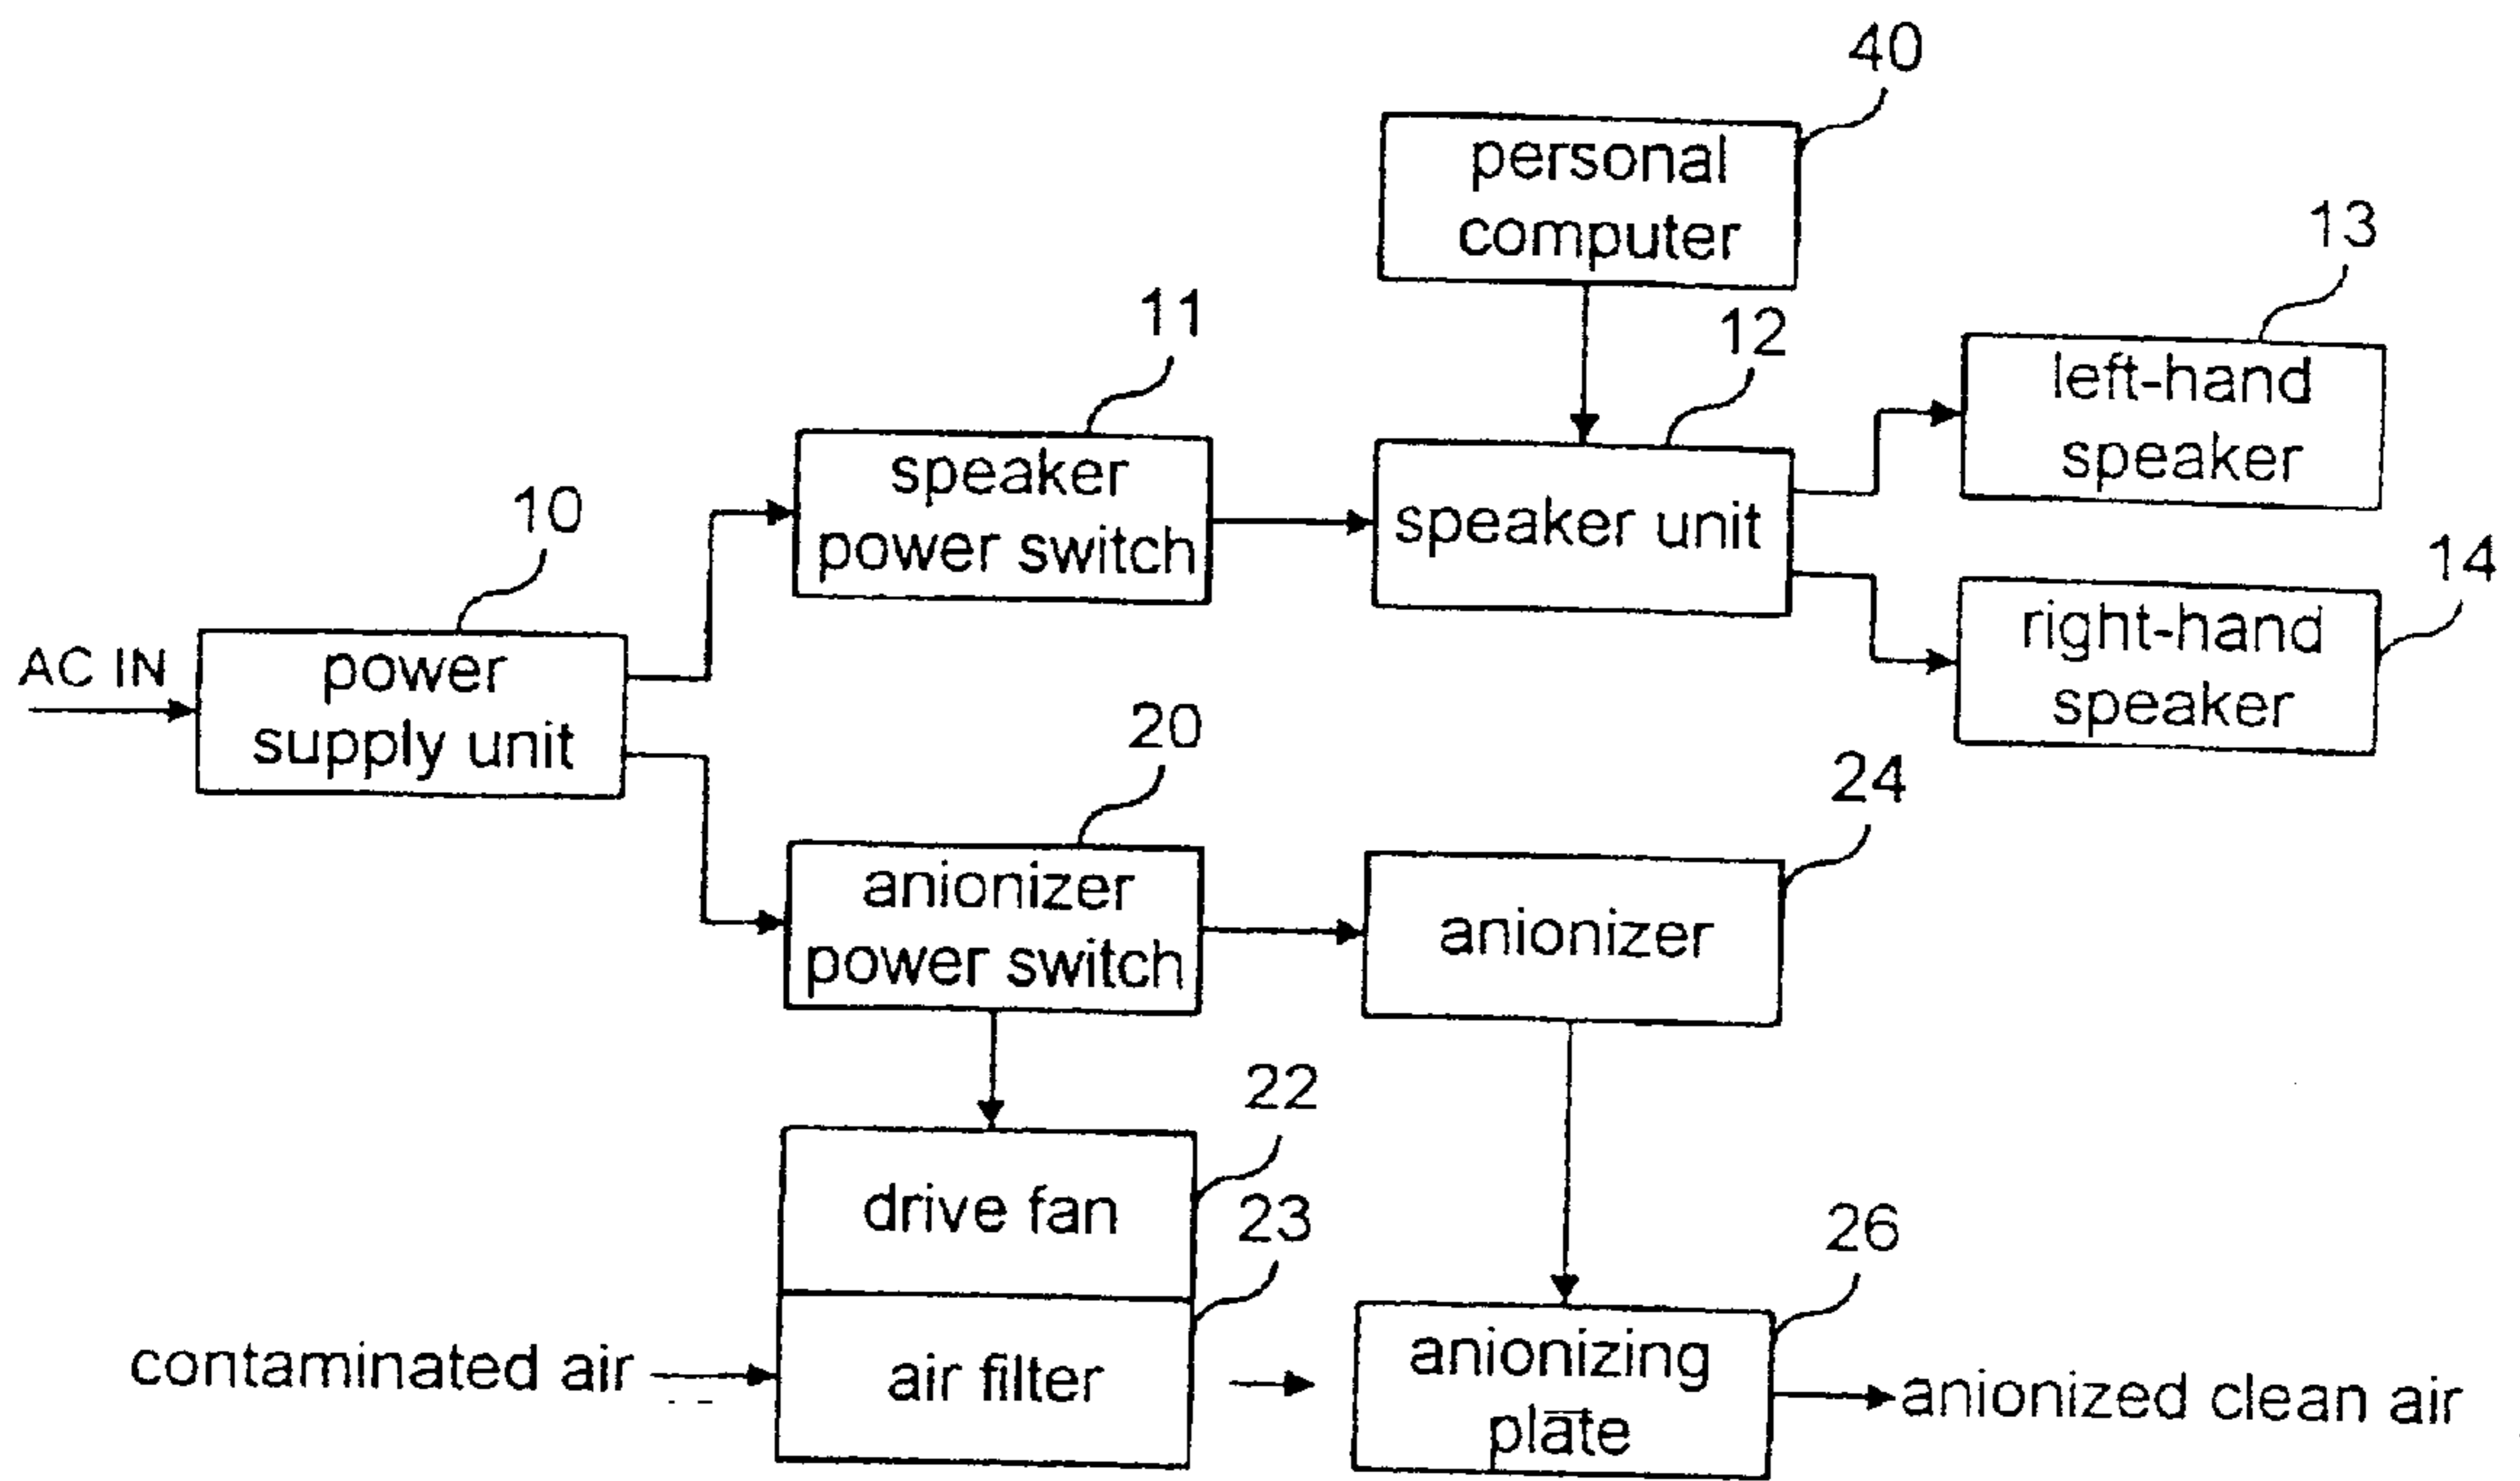 40
personal
computer
13
11
12
left-hand
speaker
speaker
power switch
speaker unit
10
14
right-hand
speaker
AC IN
power
supply unit
20
24
anionizer
power switch
anionizer
22
drive fan
23
26
contaminated air
air filter
anionizing
plate
anionized clean air